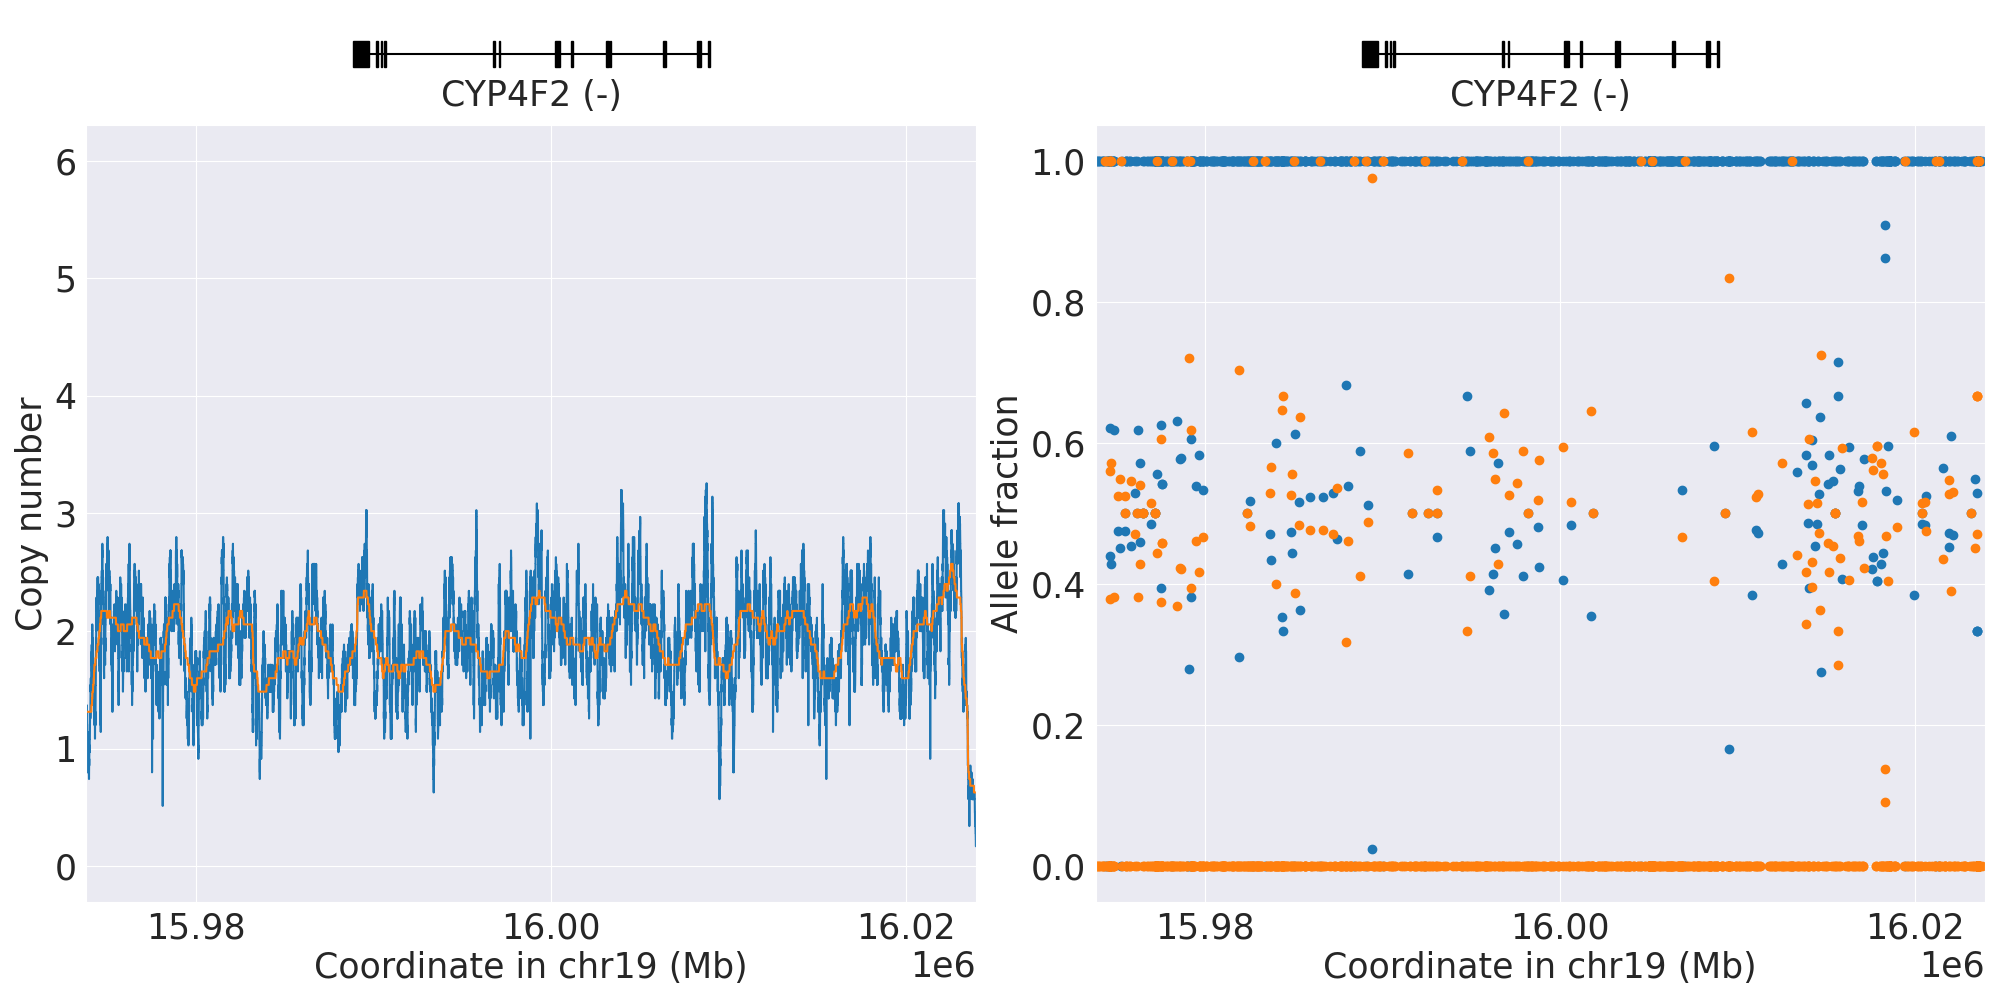 CYP4F2 (-)
6
5
4
3
2
1
0
Copy number
15.98
16.00
16.02
Coordinate in chr19 (Mb)
1e6
CYP4F2 (-)
1.0
0.8
0.6
0.4
0.2
0.0
Allele fraction
15.98
16.00
16.02
Coordinate in chr19 (Mb)
1e6